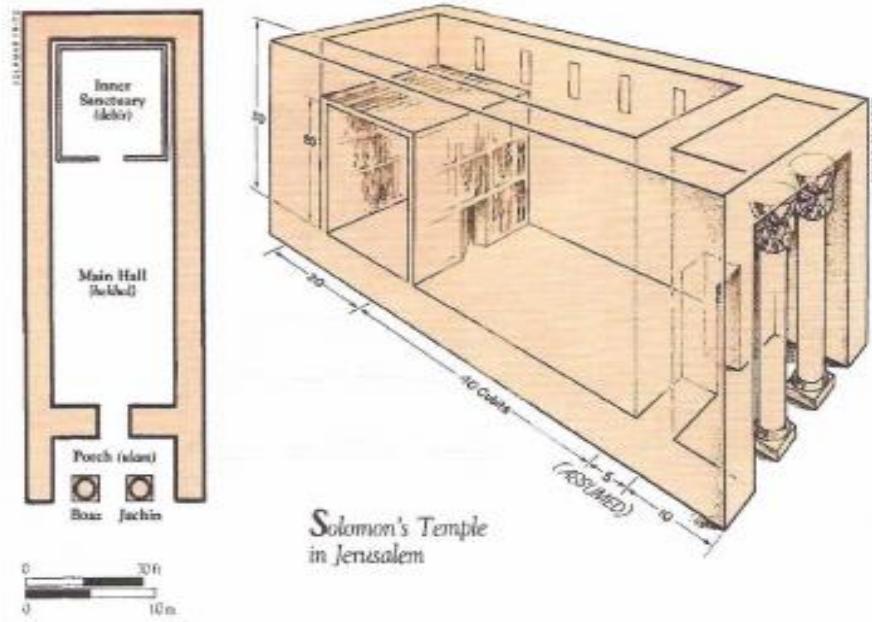 Inner
Sanctuary
(debir)
Main Hall
(hekhal)
Porch (ulam)
Boaz Jachin
0 30 ft
0 10 m.
30
20
40 Cubits
5
(ASSUMED)
10
Solomon's Temple
in Jerusalem